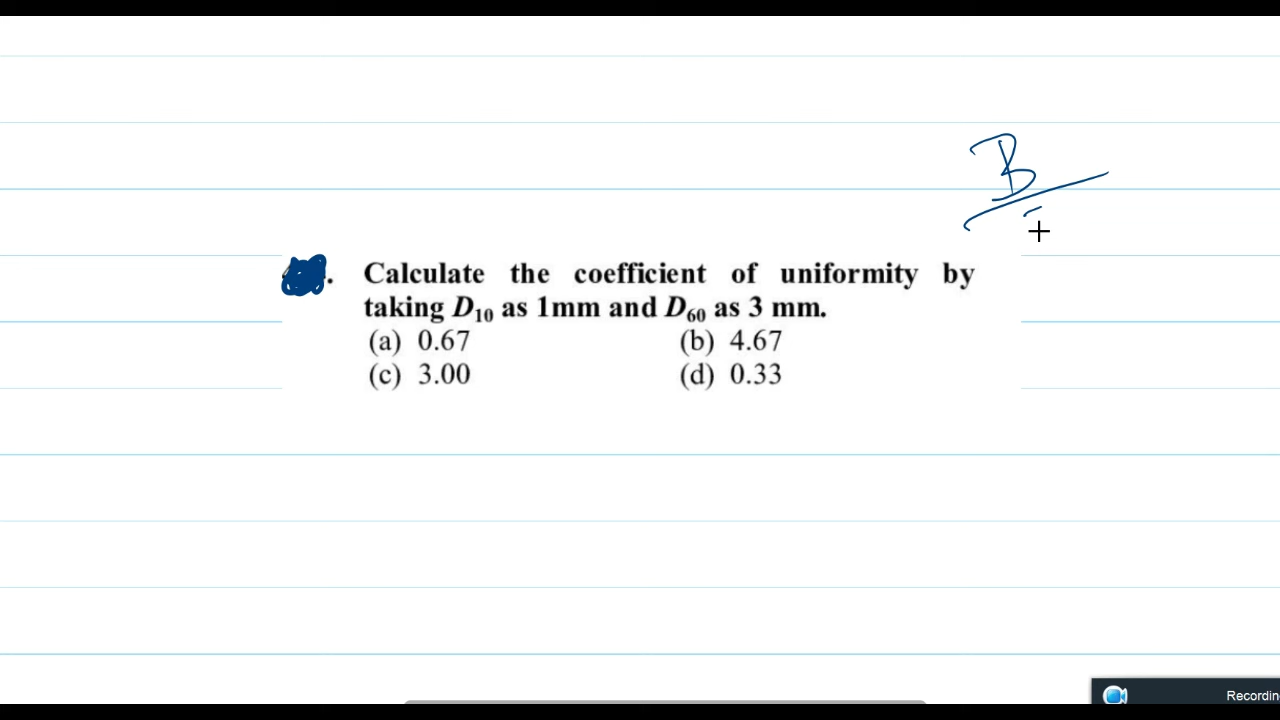 B
. Calculate the coefficient of uniformity by
taking D10 as 1mm and D60 as 3 mm.
(a) 0.67 (b) 4.67
(c) 3.00 (d) 0.33
Recordin